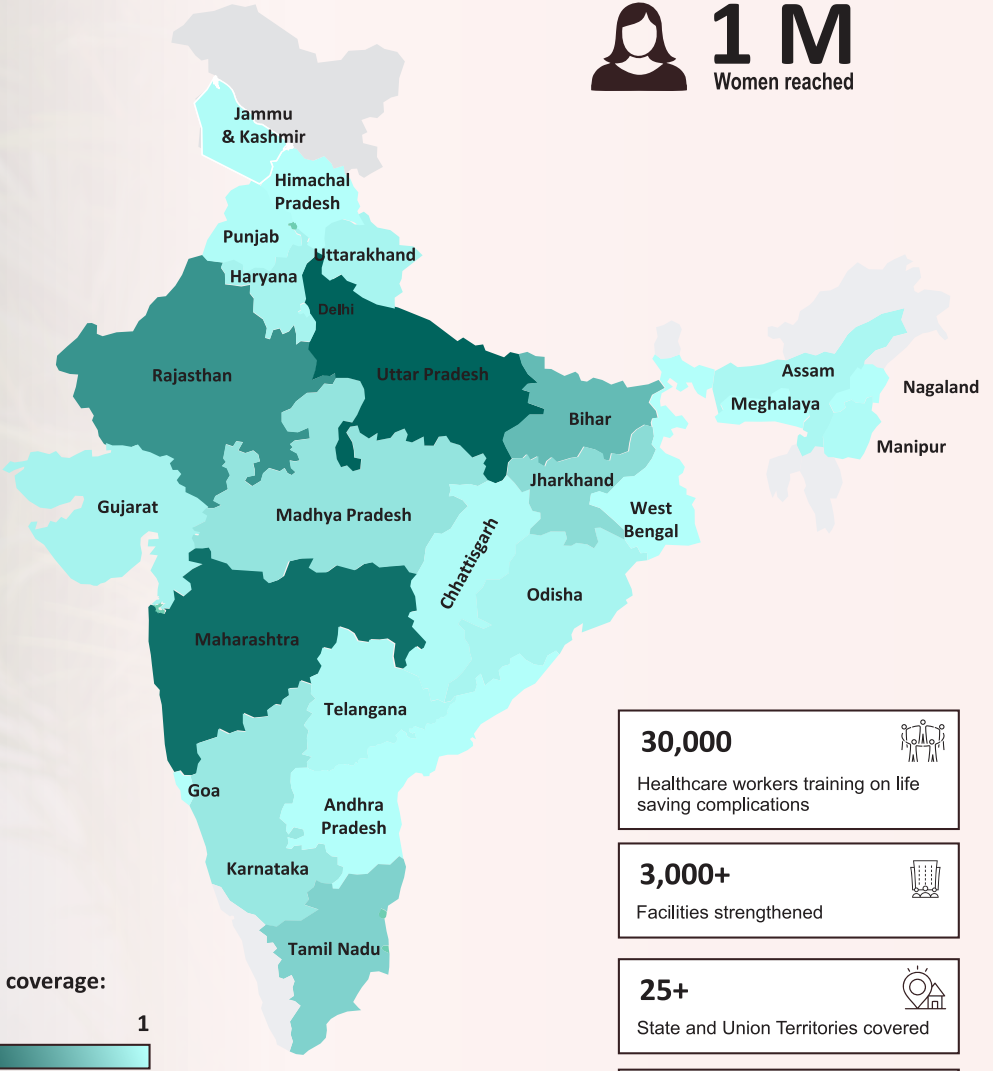 1 M
Women reached
Jammu
& Kashmir
Himachal
Pradesh
Punjab
Uttarakhand
Haryana
Delhi
Rajasthan
Uttar Pradesh
Assam
Nagaland
Meghalaya
Bihar
Manipur
Jharkhand
Gujarat
Madhya Pradesh
West
Bengal
Chhattisgarh
Odisha
Maharashtra
Telangana
Goa
Andhra
Pradesh
Karnataka
Tamil Nadu
30,000
Healthcare workers training on life
saving complications
3,000+
Facilities strengthened
25+
State and Union Territories covered
coverage:
1